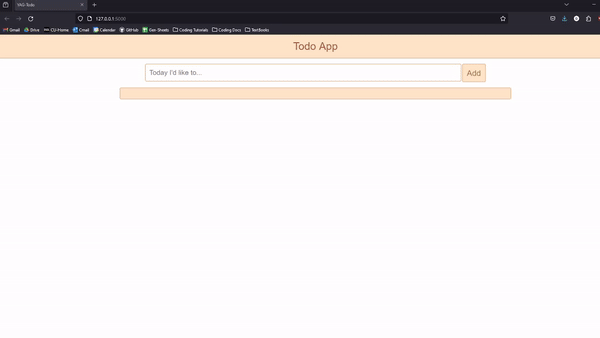 YAG-Todo
127.0.0.1:5000
Gmail Drive CU-Home Cmail Calendar GitHub Gen-Sheets Coding Tutorials Coding Docs TextBooks
Todo App
Today I'd like to... Add